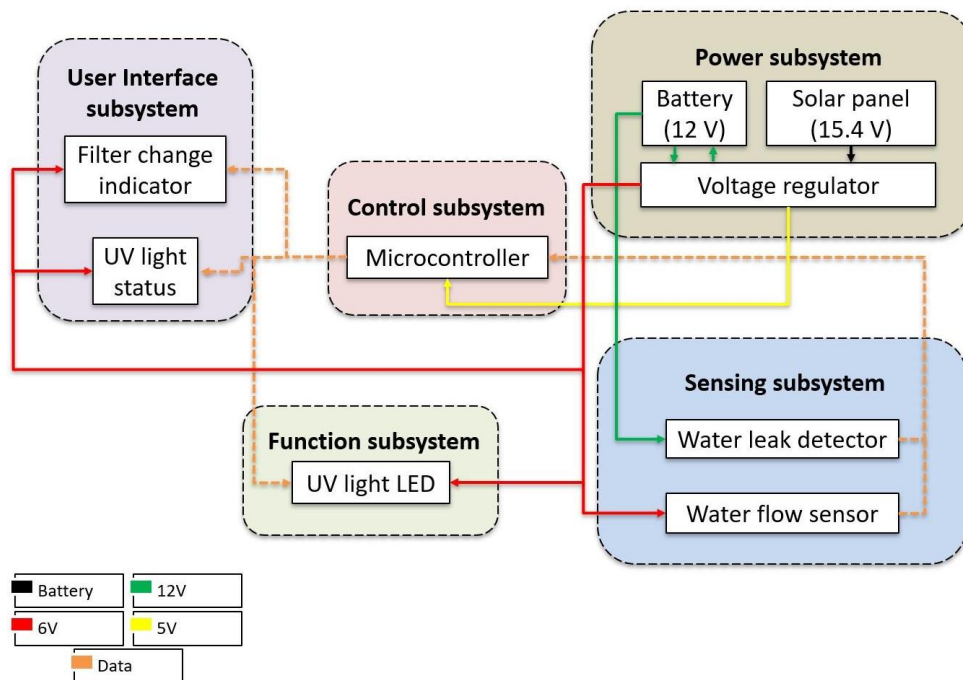 User Interface
subsystem
Filter change
indicator
UV light
status
Control subsystem
Microcontroller
Power subsystem
Battery
(12 V)
Solar panel
(15.4 V)
Voltage regulator
Sensing subsystem
Water leak detector
Water flow sensor
Function subsystem
UV light LED
Battery
12V
6V
5V
Data